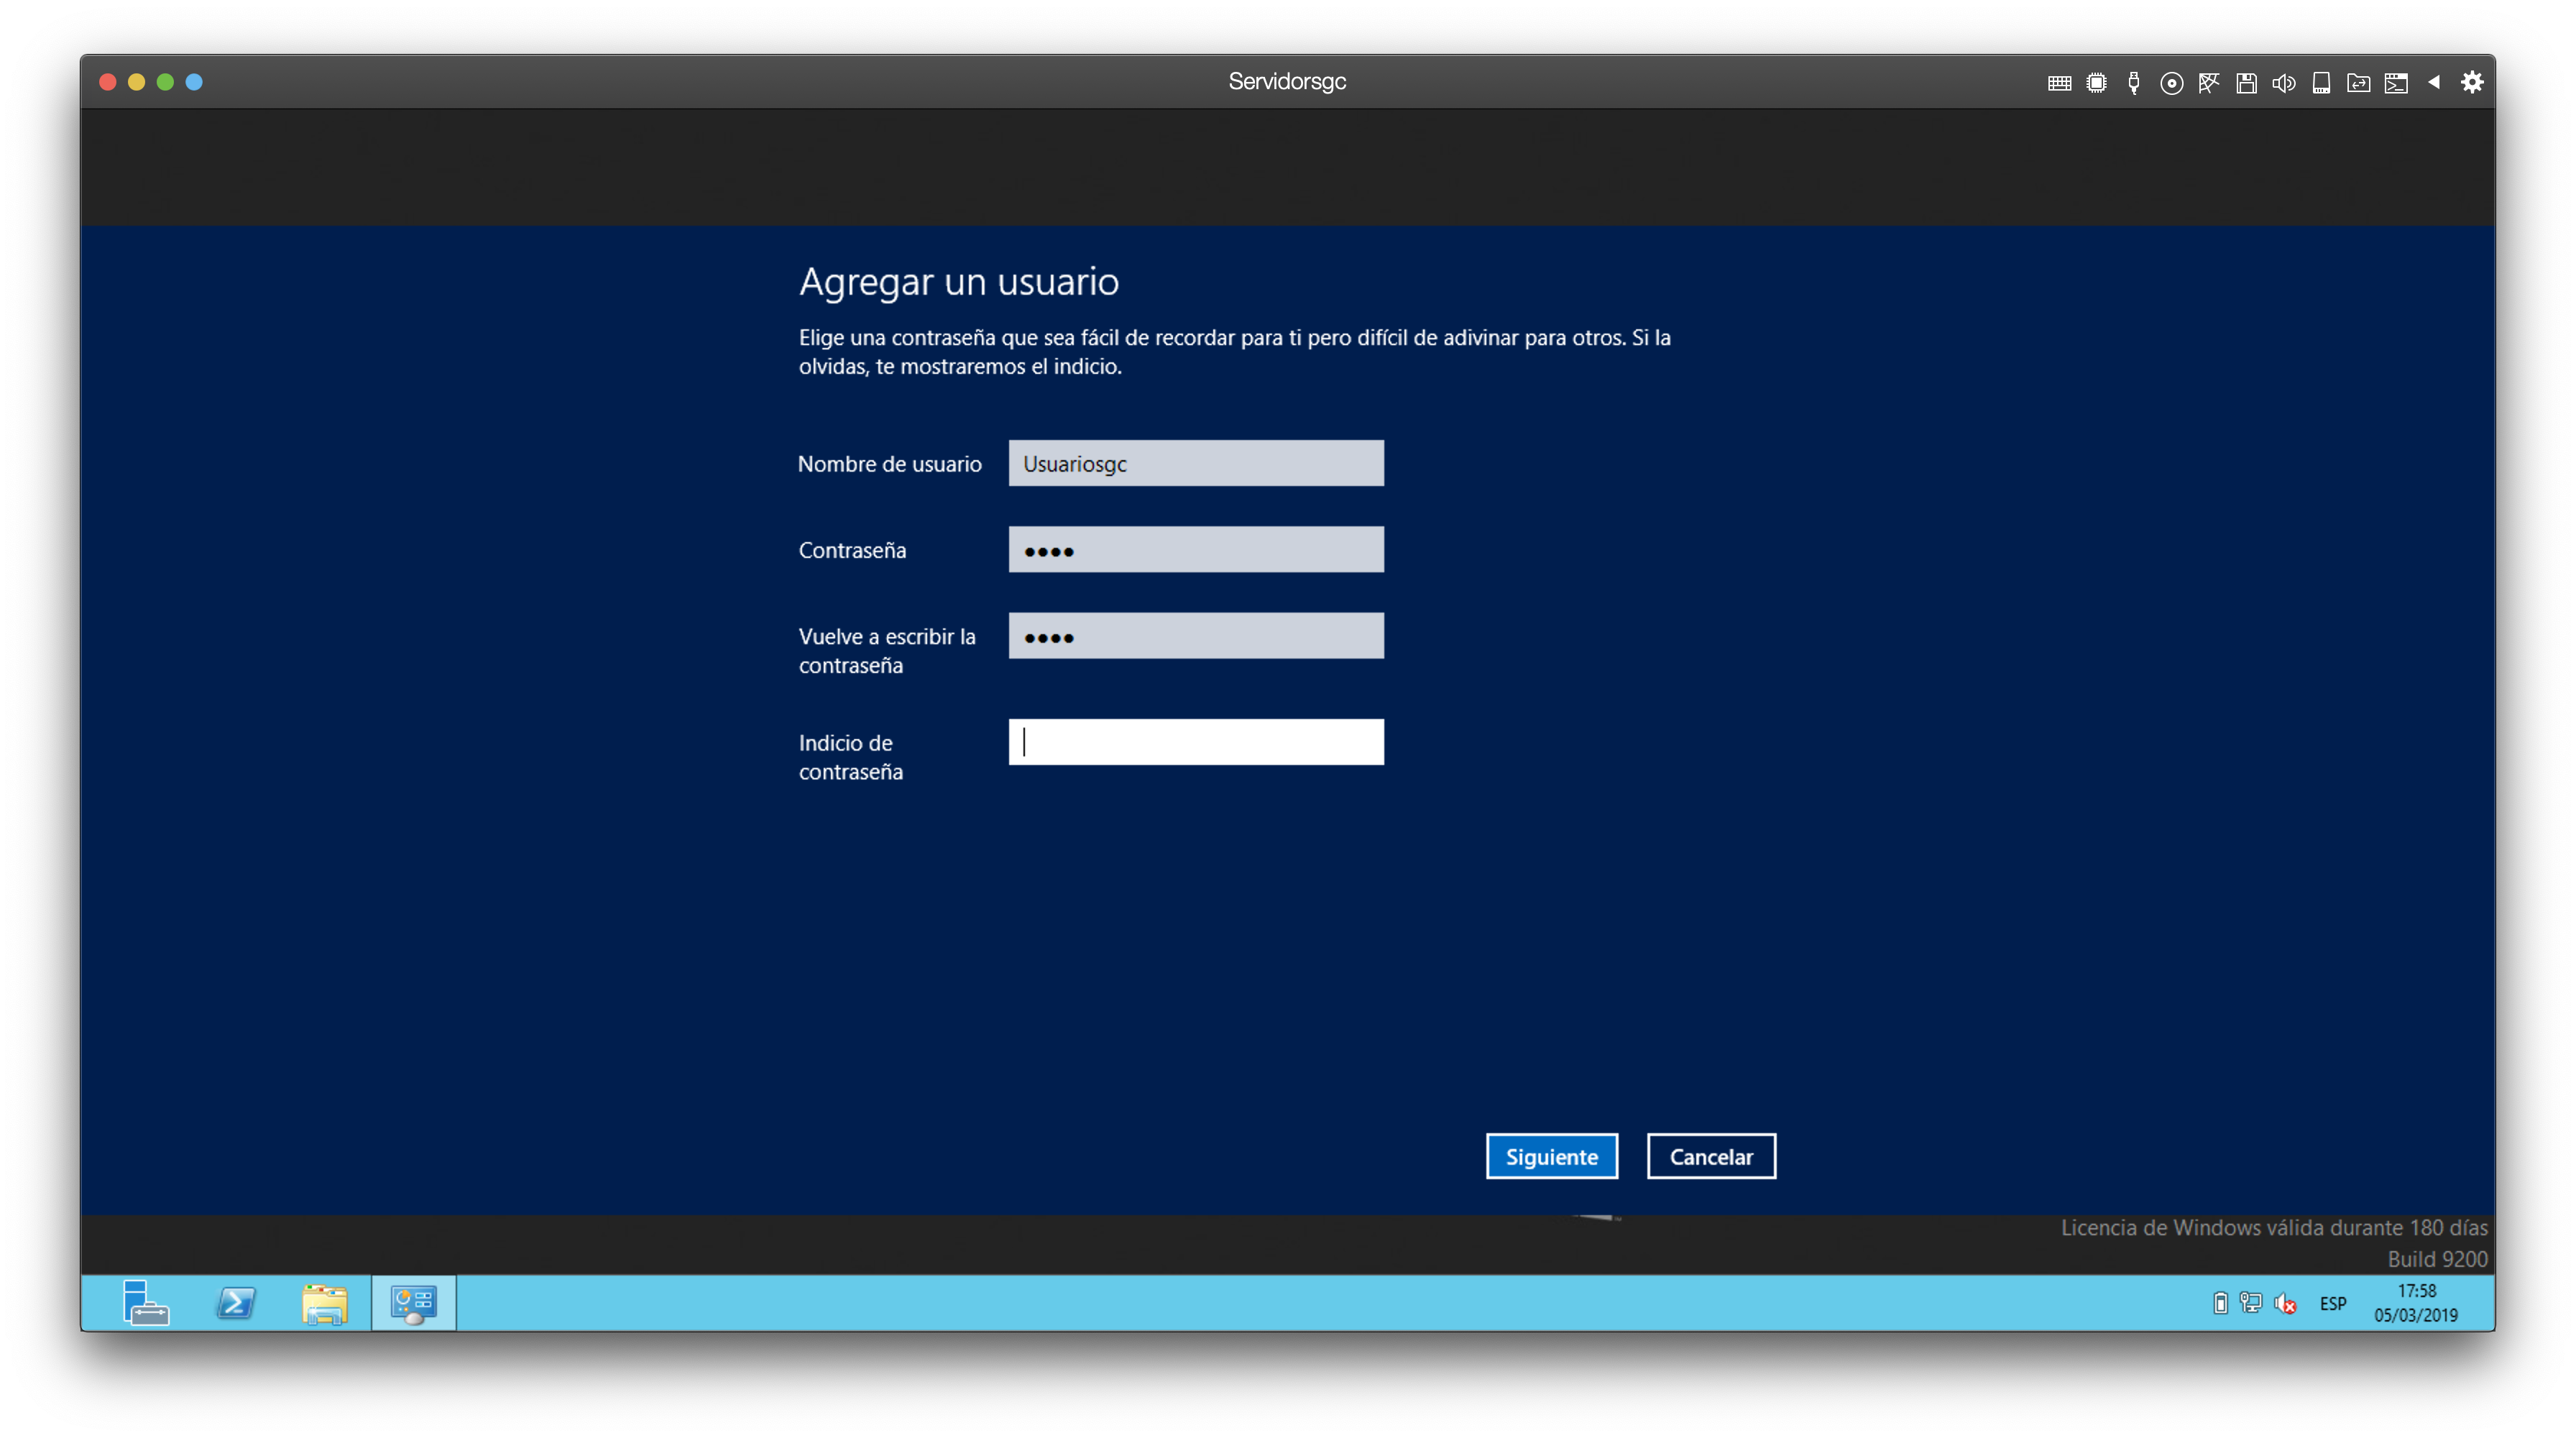 Servidorsgc
Agregar un usuario
Elige una contraseña que sea fácil de recordar para ti pero difícil de adivinar para otros. Si la
olvidas, te mostraremos el indicio.
Nombre de usuario
Usuariosgc
Contraseña
••••
Vuelve a escribir la
contraseña
••••
Indicio de
contraseña
Siguiente
Cancelar
Licencia de Windows válida durante 180 días
Build 9200
ESP
17:58
05/03/2019